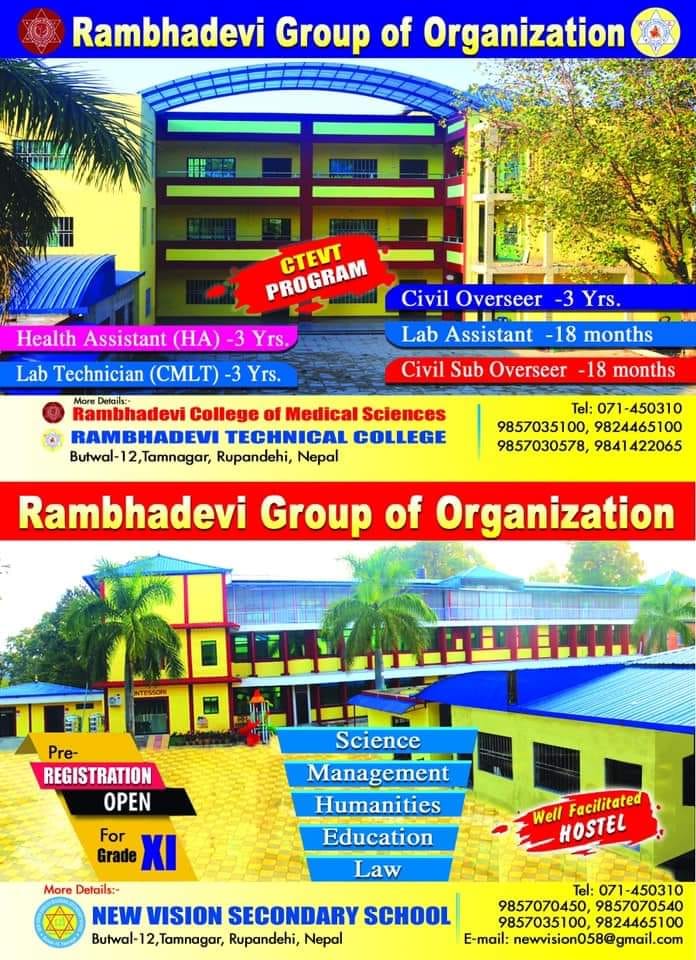 Rambhadevi Group of Organization
CTEVT
PROGRAM
Civil Overseer -3 Yrs.
Health Assistant (HA) -3 Yrs.
Lab Assistant -18 months
Lab Technician (CMLT) -3 Yrs.
Civil Sub Overseer -18 months
More Details:-
Rambhadevi College of Medical Sciences
RAMBHADEVI TECHNICAL COLLEGE
Butwal-12,Tamnagar, Rupandehi, Nepal
Tel: 071-450310
9857035100, 9824465100
9857030578, 9841422065
Rambhadevi Group of Organization
Pre-
REGISTRATION
OPEN
For
Grade XI
Science
Management
Humanities
Education
Law
Well Facilitated
HOSTEL
More Details:-
NEW VISION SECONDARY SCHOOL
Butwal-12,Tamnagar, Rupandehi, Nepal
Tel: 071-450310
9857070450, 9857070540
9857035100, 9824465100
E-mail: newvision058@gmail.com